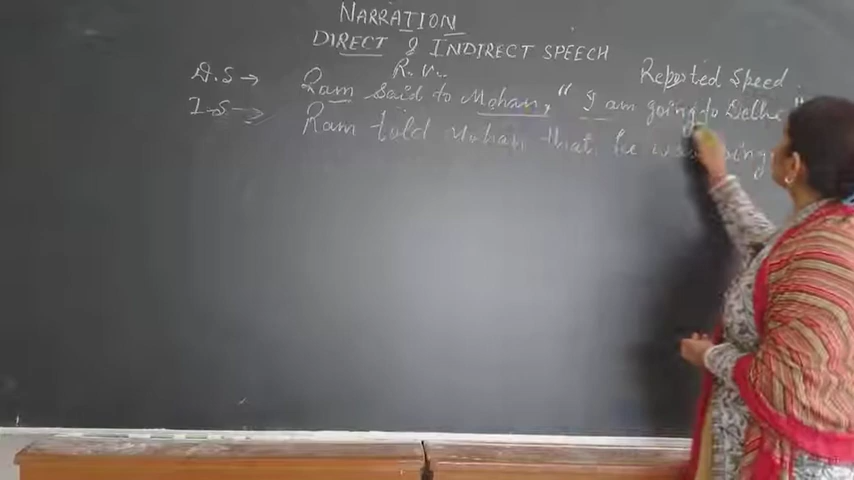 NARRATION
DIRECT & INDIRECT SPEECH
R.V. Reported Speed
D.S → Ram said to Mohan, "I am going to Delhi"
I.S → Ram told Mohan that he was going